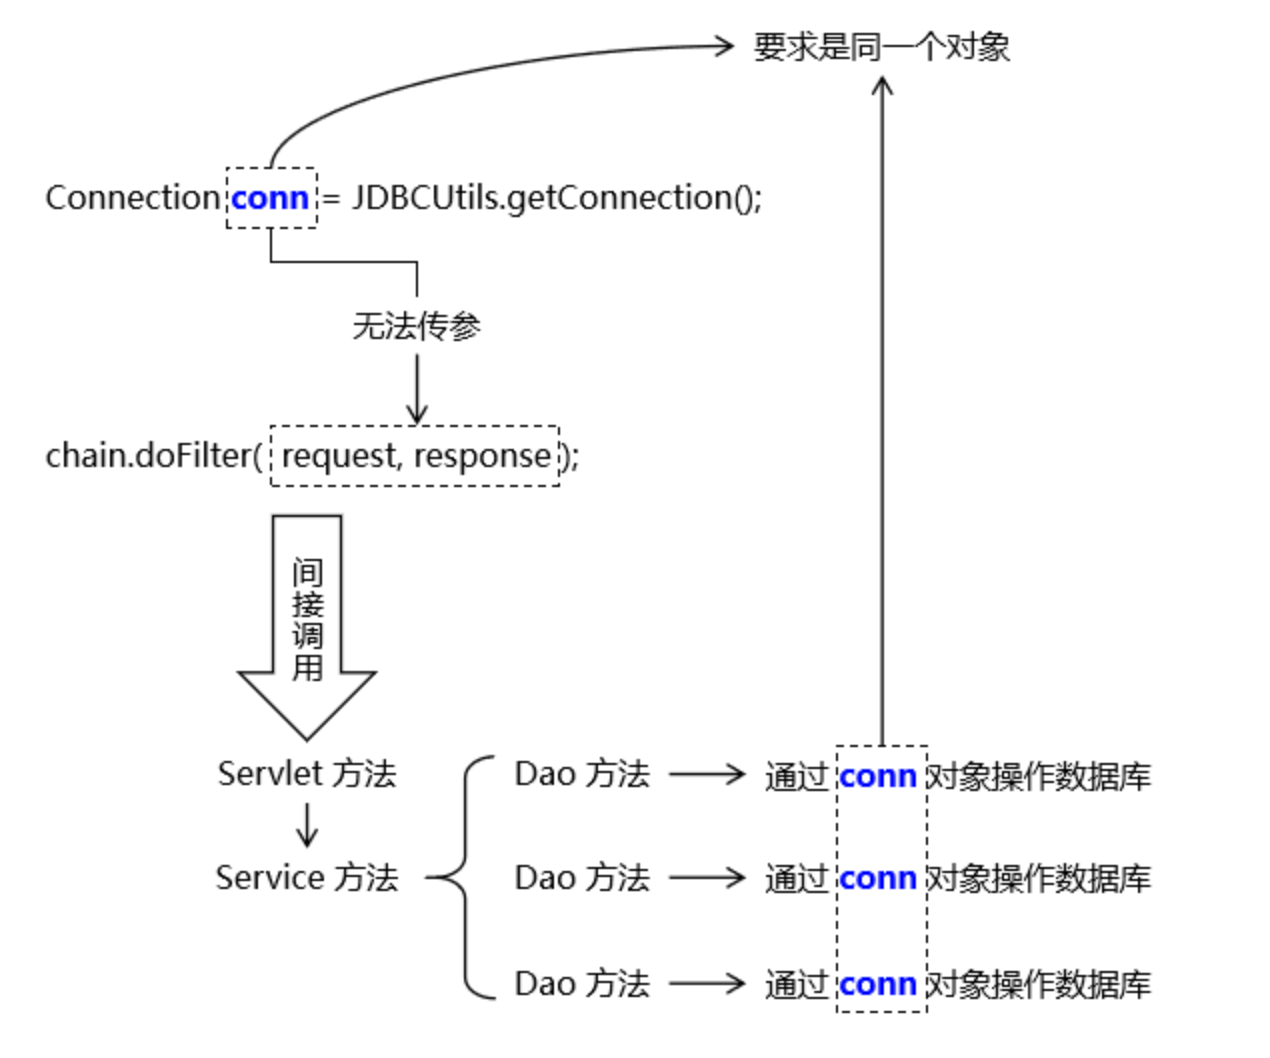 要求是同一个对象
Connection conn = JDBCUtils.getConnection();
无法传参
chain.doFilter( request, response );
间接调用
Servlet 方法
Dao 方法
通过 conn 对象操作数据库
Service 方法
Dao 方法
通过 conn 对象操作数据库
Dao 方法
通过 conn 对象操作数据库